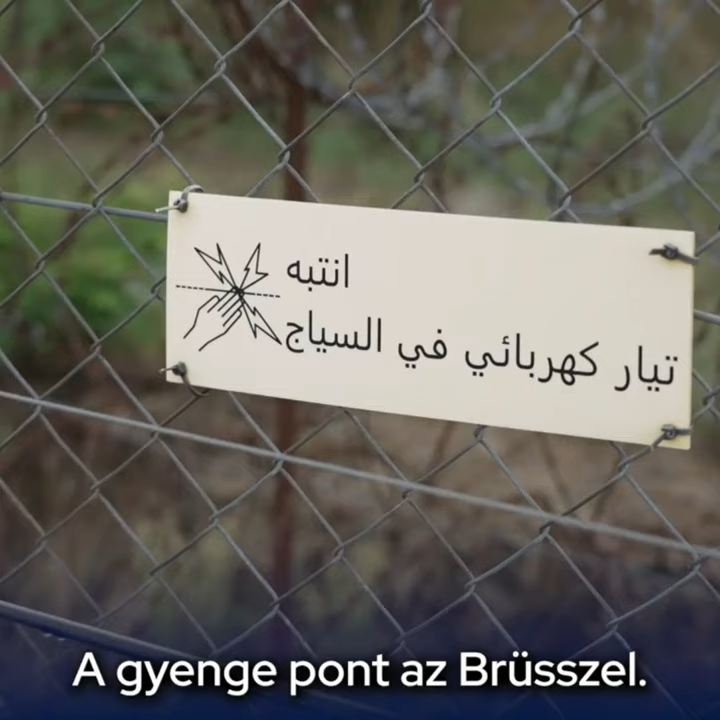 انتبه
تيار كهربائي في السياج
A gyenge pont az Brüsszel.